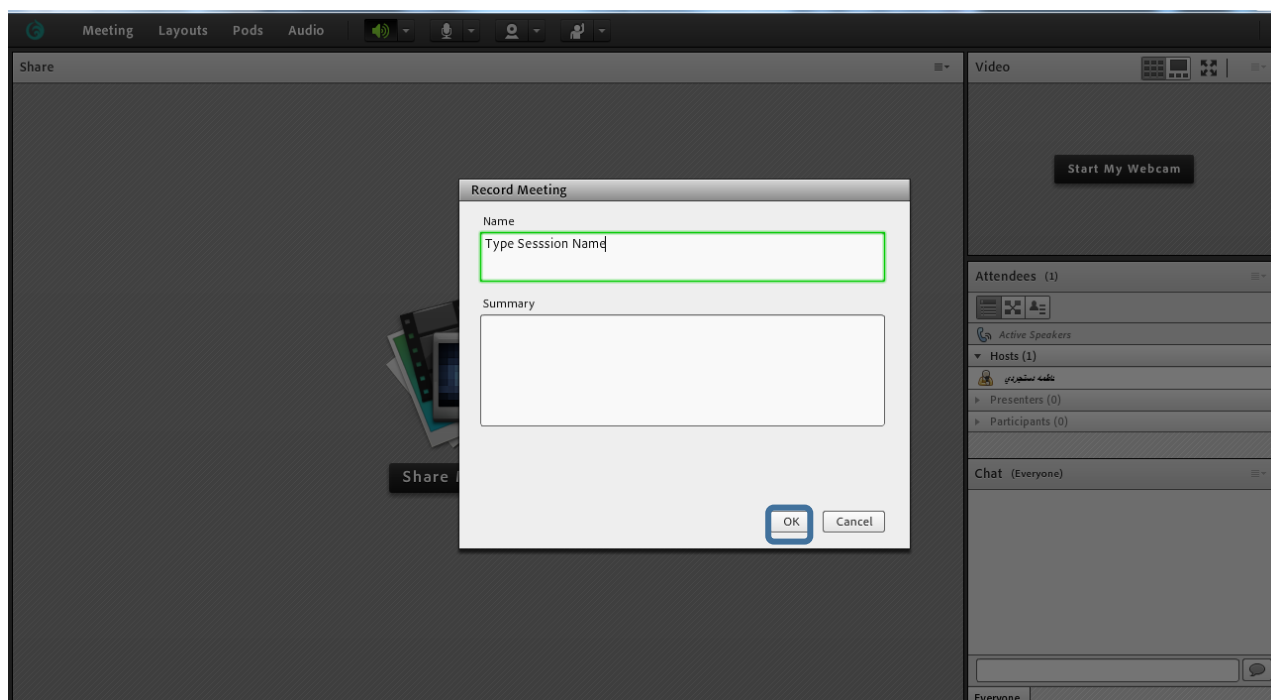 Meeting Layouts Pods Audio
Share
Video
Start My Webcam
Record Meeting
Name
Type Sesssion Name
Summary
Share
OK Cancel
Attendees (1)
Active Speakers
Hosts (1)
Presenters (0)
Participants (0)
Chat (Everyone)
Everyone